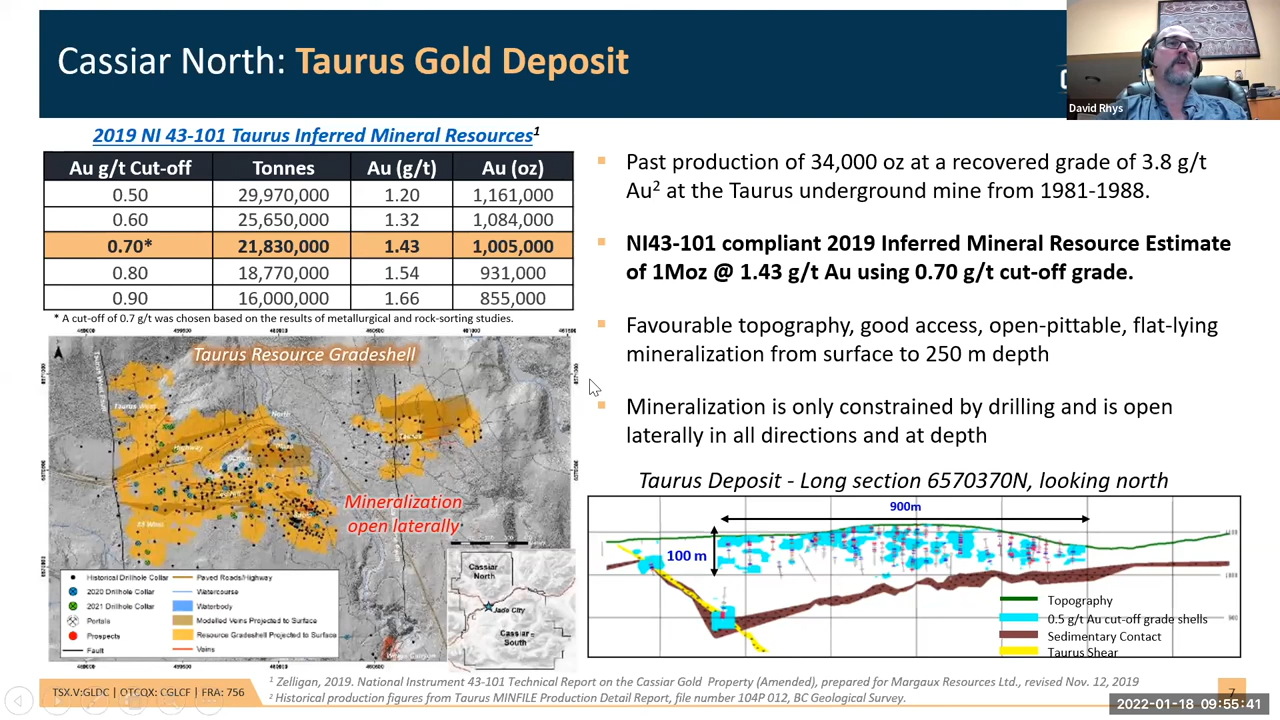 Cassiar North: Taurus Gold Deposit
David Rhys
2019 NI 43-101 Taurus Inferred Mineral Resources1
Au g/t Cut-off Tonnes Au (g/t) Au (oz)
0.50 29,970,000 1.20 1,161,000
0.60 25,650,000 1.32 1,084,000
0.70* 21,830,000 1.43 1,005,000
0.80 18,770,000 1.54 931,000
0.90 16,000,000 1.66 855,000
* A cut-off of 0.7 g/t was chosen based on the results of metallurgical and rock-sorting studies.
Taurus Resource Gradeshell
Taurus West
North
Highway
Taurus
88 West
Mineralization
open laterally
Historical Drillhole Collar
2020 Drillhole Collar
2021 Drillhole Collar
Portals
Prospects
Fault
Paved Roads/Highway
Watercourse
Waterbody
Modelled Veins Projected to Surface
Resource Gradeshell Projected to Surface
Veins
Cassiar
North
Jade City
Cassiar
South
▪ Past production of 34,000 oz at a recovered grade of 3.8 g/t
Au2 at the Taurus underground mine from 1981-1988.
▪ NI43-101 compliant 2019 Inferred Mineral Resource Estimate
of 1Moz @ 1.43 g/t Au using 0.70 g/t cut-off grade.
▪ Favourable topography, good access, open-pittable, flat-lying
mineralization from surface to 250 m depth
▪ Mineralization is only constrained by drilling and is open
laterally in all directions and at depth
Taurus Deposit - Long section 6570370N, looking north
900m
100 m
Topography
0.5 g/t Au cut-off grade shells
Sedimentary Contact
Taurus Shear
TSX.V:GLDC | OTCQX: CGLCF | FRA: 756
1 Zelligan, 2019. National Instrument 43-101 Technical Report on the Cassiar Gold Property (Amended), prepared for Margaux Resources Ltd., revised Nov. 12, 2019
2 Historical production figures from Taurus MINFILE Production Detail Report, file number 104P 012, BC Geological Survey.
7
2022-01-18 09:55:41